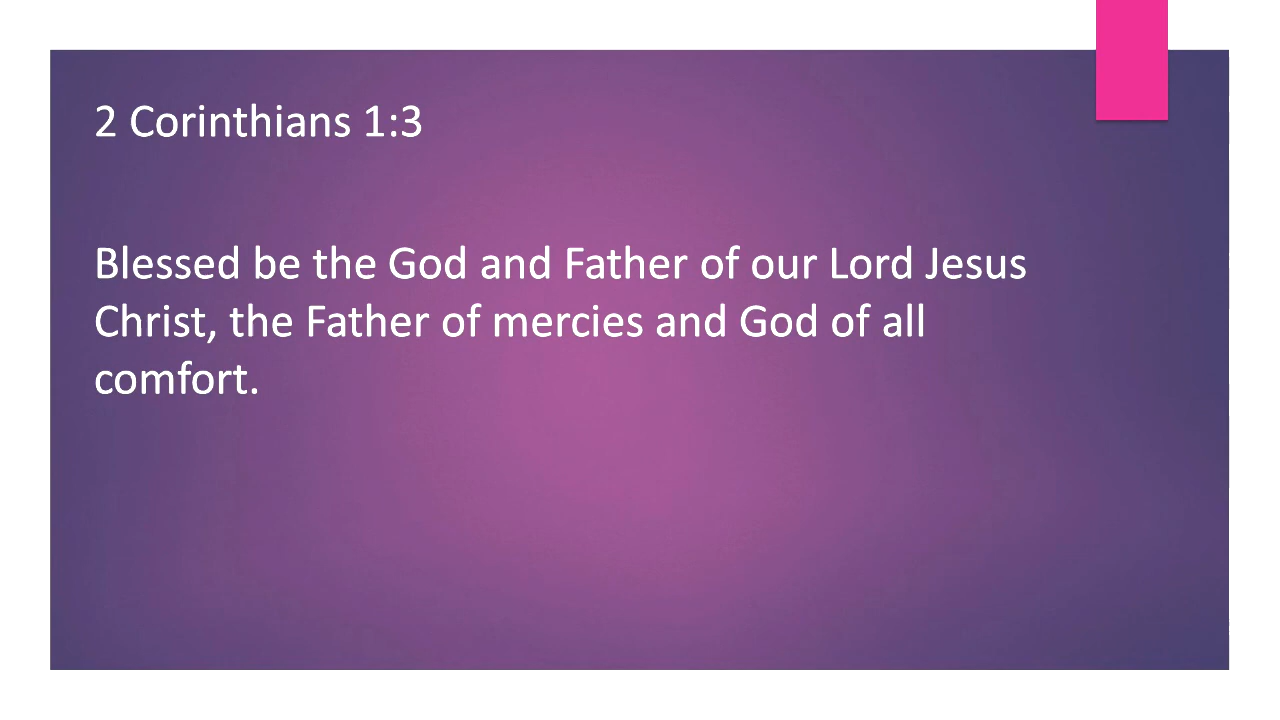 2 Corinthians 1:3
Blessed be the God and Father of our Lord Jesus
Christ, the Father of mercies and God of all
comfort.